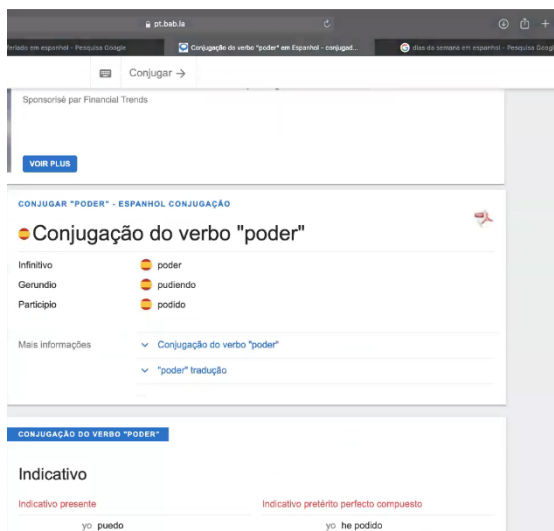 pt.bab.la
feriado em espanhol - Pesquisa Google
Conjugação do verbo "poder" em Espanhol - conjugad...
dias da semana em espanhol - Pesquisa Googl
Conjugar →
Sponsorisé par Financial Trends
VOIR PLUS
CONJUGAR "PODER" - ESPANHOL CONJUGAÇÃO
Conjugação do verbo "poder"
Infinitivo poder
Gerundio pudiendo
Participio podido
Mais informações Conjugação do verbo "poder"
"poder" tradução
CONJUGAÇÃO DO VERBO "PODER"
Indicativo
Indicativo presente
yo puedo
Indicativo pretérito perfecto compuesto
yo he podido